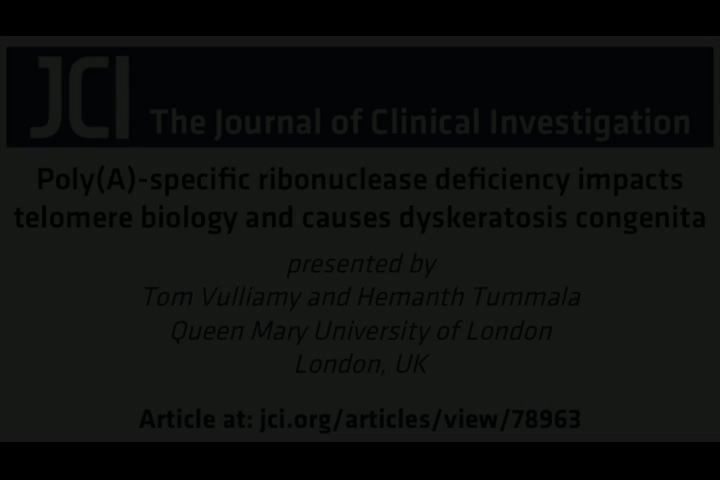 JCI The Journal of Clinical Investigation
Poly(A)-specific ribonuclease deficiency impacts
telomere biology and causes dyskeratosis congenita
presented by
Tom Vulliamy and Hemanth Tummala
Queen Mary University of London
London, UK
Article at: jci.org/articles/view/78963